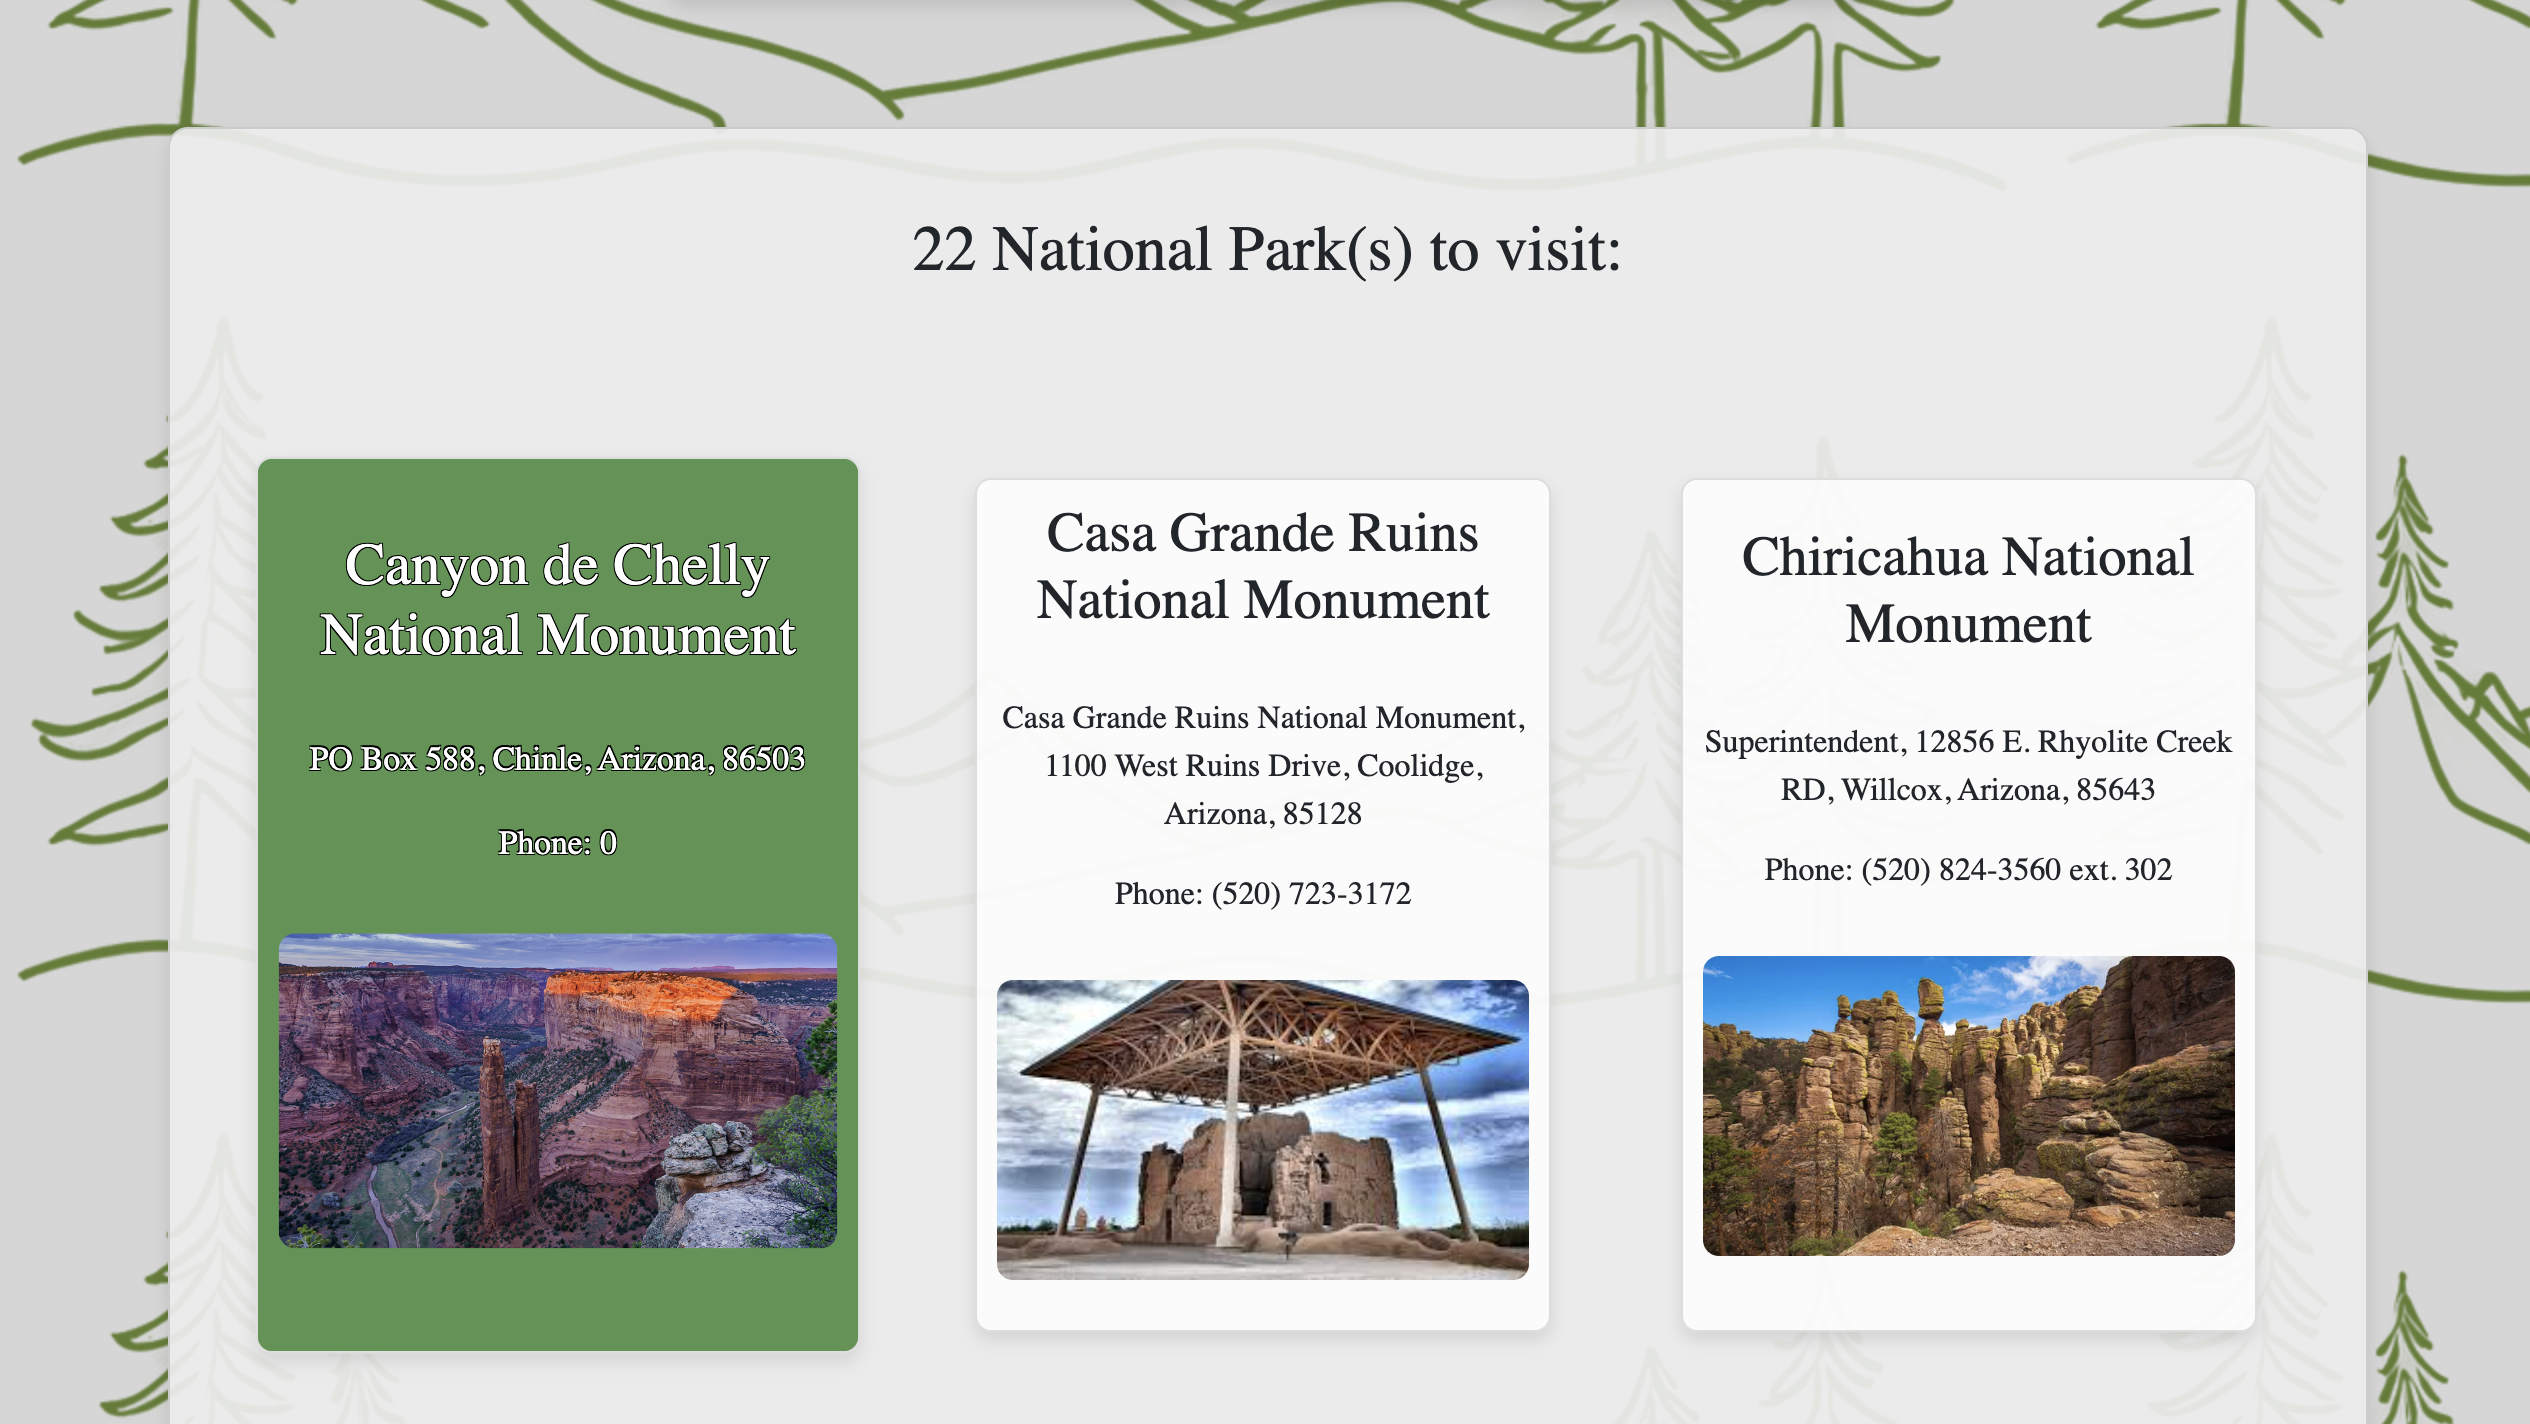 22 National Park(s) to visit:
Canyon de Chelly
National Monument
PO Box 588, Chinle, Arizona, 86503
Phone: 0
Casa Grande Ruins
National Monument
Casa Grande Ruins National Monument,
1100 West Ruins Drive, Coolidge,
Arizona, 85128
Phone: (520) 723-3172
Chiricahua National
Monument
Superintendent, 12856 E. Rhyolite Creek
RD, Willcox, Arizona, 85643
Phone: (520) 824-3560 ext. 302